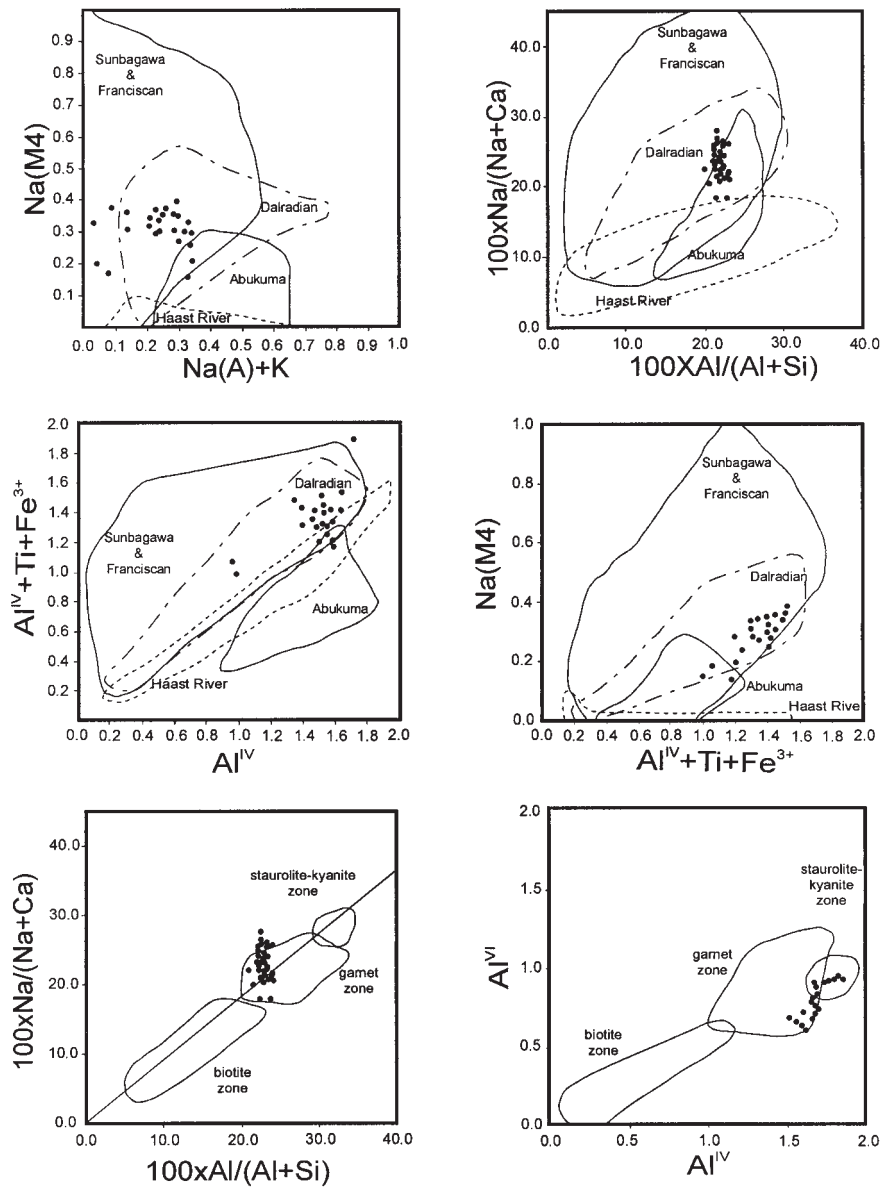 0.9
0.8
0.7
0.6
0.5
0.4
0.3
0.2
0.1
Na(M4)
Sunbagawa
&
Franciscan
Dalradian
Abukuma
Haast River
0.0 0.1 0.2 0.3 0.4 0.5 0.6 0.7 0.8 0.9 1.0
Na(A)+K
40.0
30.0
20.0
10.0
0.0
100xNa/(Na+Ca)
Sunbagawa
&
Franciscan
Dalradian
Abukuma
Haast River
0.0 10.0 20.0 30.0 40.0
100XAl/(Al+Si)
2.0
1.8
1.6
1.4
1.2
1.0
0.8
0.6
0.4
0.2
Al^IV+Ti+Fe^3+
Dalradian
Sunbagawa
&
Franciscan
Abukuma
Haast River
0.0 0.2 0.4 0.6 0.8 1.0 1.2 1.4 1.6 1.8 2.0
Al^IV
1.0
0.8
0.6
0.4
0.2
0.0
Na(M4)
Sunbagawa
&
Franciscan
Dalradian
Abukuma
Haast Rive
0.0 0.2 0.4 0.6 0.8 1.0 1.2 1.4 1.6 1.8 2.0
Al^IV+Ti+Fe^3+
40.0
30.0
20.0
10.0
0.0
100xNa/(Na+Ca)
staurolite-kyanite
zone
garnet
zone
biotite
zone
0.0 10.0 20.0 30.0 40.0
100xAl/(Al+Si)
2.0
1.5
1.0
0.5
0.0
Al^VI
staurolite-
kyanite
zone
garnet
zone
biotite
zone
0.0 0.5 1.0 1.5 2.0
Al^IV